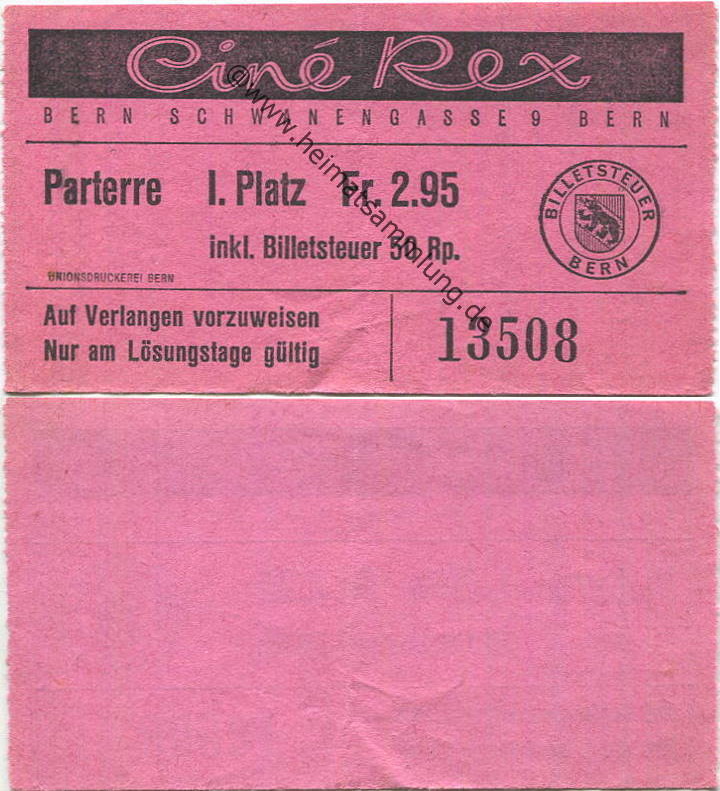 Ciné Rex
BERN SCHWANENGASSE 9 BERN
Parterre I. Platz Fr. 2.95
inkl. Billetsteuer 50 Rp.
BILLETSTEUER
BERN
UNIONSDRUCKEREI BERN
Auf Verlangen vorzuweisen
Nur am Lösungstage gültig
13508
©www.heimatsammlung.de